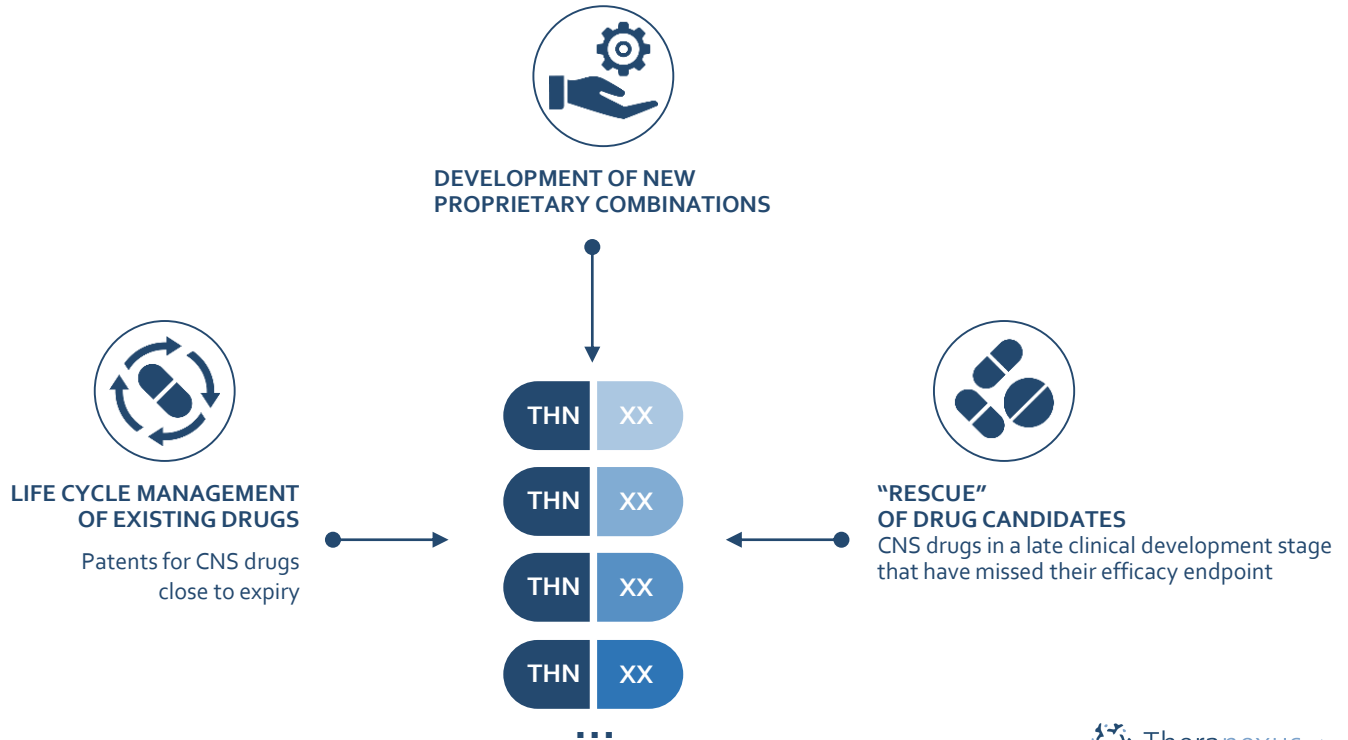 DEVELOPMENT OF NEW
PROPRIETARY COMBINATIONS
LIFE CYCLE MANAGEMENT
OF EXISTING DRUGS
Patents for CNS drugs
close to expiry
THN XX
THN XX
THN XX
THN XX
"RESCUE"
OF DRUG CANDIDATES
CNS drugs in a late clinical development stage
that have missed their efficacy endpoint
Theranexus